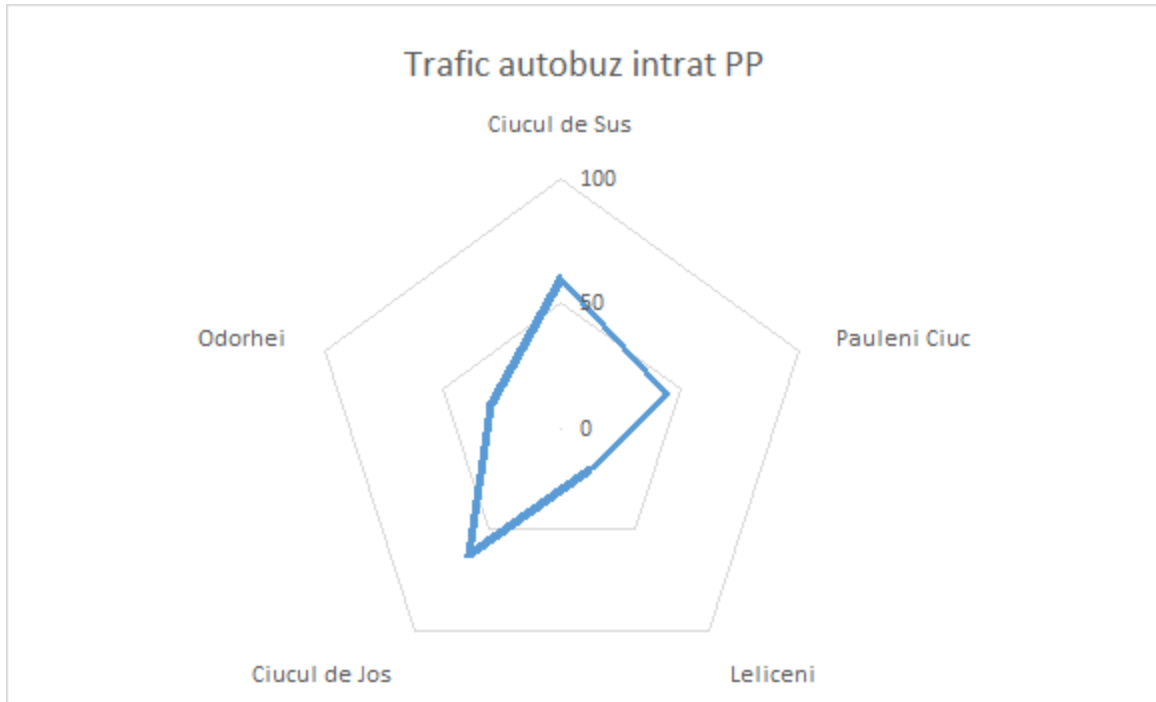 Trafic autobuz intrat PP
Ciucul de Sus
100
50
Odorhei
Pauleni Ciuc
0
Ciucul de Jos
Leliceni